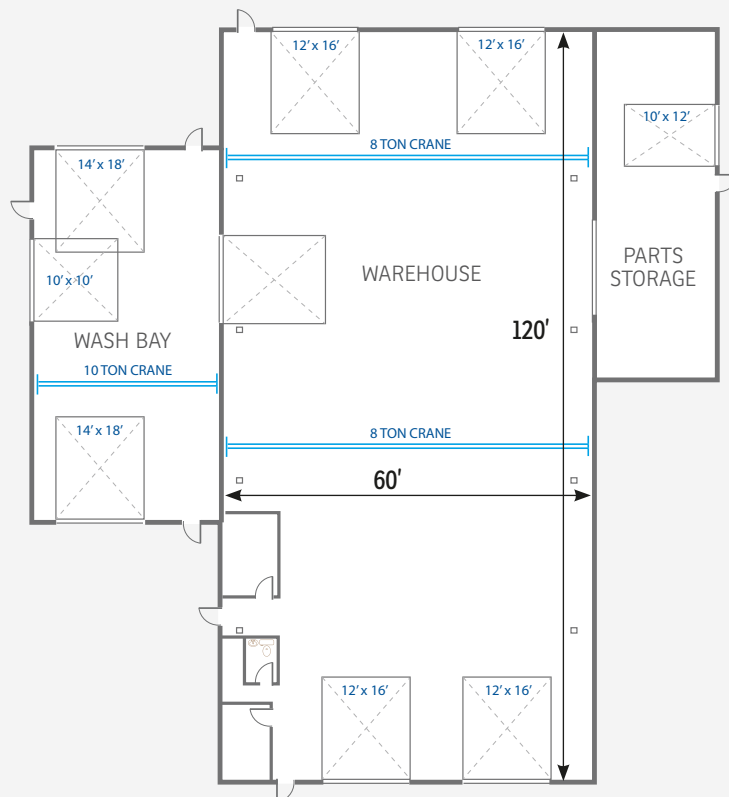 12' x 16'
12' x 16'
10' x 12'
8 TON CRANE
14' x 18'
WAREHOUSE
PARTS
STORAGE
10' x 10'
120'
WASH BAY
10 TON CRANE
14' x 18'
8 TON CRANE
60'
12' x 16'
12' x 16'